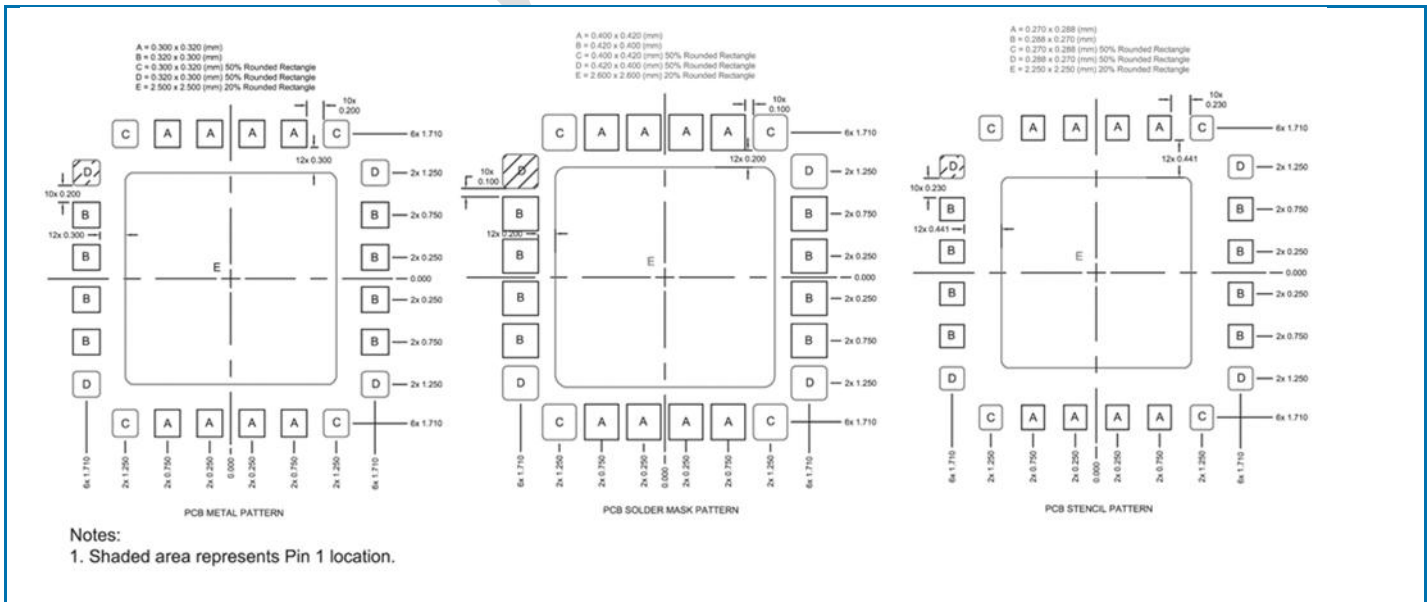 A = 0.300 x 0.320 (mm)
B = 0.320 x 0.300 (mm)
C = 0.300 x 0.320 (mm) 50% Rounded Rectangle
D = 0.320 x 0.300 (mm) 50% Rounded Rectangle
E = 2.500 x 2.500 (mm) 20% Rounded Rectangle
10x
0.200
C A A A A C
6x 1.710
12x 0.300
D D
2x 1.250
10x 0.200
B B
2x 0.750
12x 0.300
B B
2x 0.250
E
0.000
B B
2x 0.250
B B
2x 0.750
D D
2x 1.250
C A A A A C
6x 1.710
6x 1.710
2x 1.250
2x 0.750
2x 0.250
0.000
2x 0.250
2x 0.750
2x 1.250
6x 1.710
PCB METAL PATTERN
A = 0.400 x 0.420 (mm)
B = 0.420 x 0.400 (mm)
C = 0.400 x 0.420 (mm) 50% Rounded Rectangle
D = 0.420 x 0.400 (mm) 50% Rounded Rectangle
E = 2.600 x 2.600 (mm) 20% Rounded Rectangle
10x
0.100
C A A A A C
6x 1.710
12x 0.200
D D
2x 1.250
10x
0.100
B B
2x 0.750
12x 0.200
B B
2x 0.250
E
0.000
B B
2x 0.250
B B
2x 0.750
D D
2x 1.250
C A A A A C
6x 1.710
6x 1.710
2x 1.250
2x 0.750
2x 0.250
0.000
2x 0.250
2x 0.750
2x 1.250
6x 1.710
PCB SOLDER MASK PATTERN
A = 0.270 x 0.288 (mm)
B = 0.288 x 0.270 (mm)
C = 0.270 x 0.288 (mm) 50% Rounded Rectangle
D = 0.288 x 0.270 (mm) 50% Rounded Rectangle
E = 2.250 x 2.250 (mm) 20% Rounded Rectangle
10x
0.230
C A A A A C
6x 1.710
12x 0.441
D D
2x 1.250
10x 0.230
B B
2x 0.750
12x 0.441
B B
2x 0.250
E
0.000
B B
2x 0.250
B B
2x 0.750
D D
2x 1.250
C A A A A C
6x 1.710
6x 1.710
2x 1.250
2x 0.750
2x 0.250
0.000
2x 0.250
2x 0.750
2x 1.250
6x 1.710
PCB STENCIL PATTERN
Notes:
1. Shaded area represents Pin 1 location.